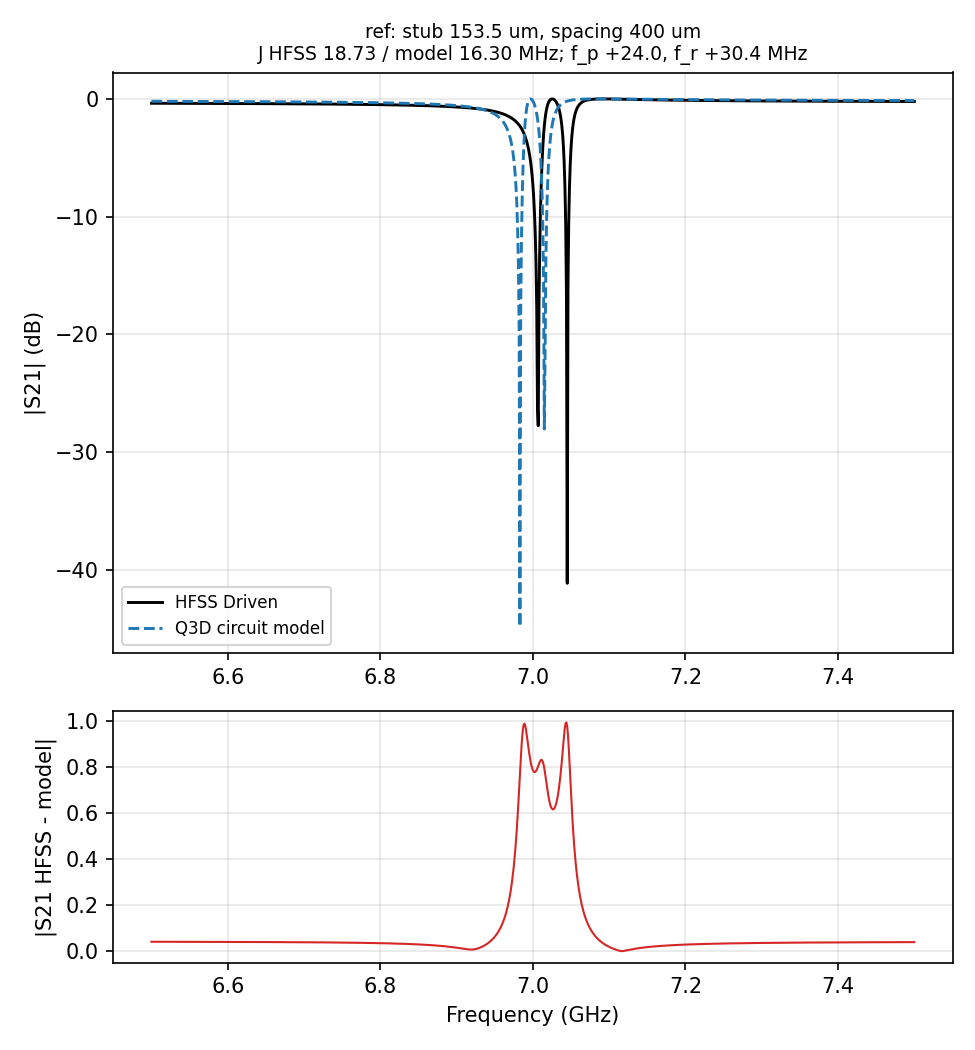 ref: stub 153.5 um, spacing 400 um
J HFSS 18.73 / model 16.30 MHz; f_p +24.0, f_r +30.4 MHz
|S21| (dB)
0
−10
−20
−30
−40
HFSS Driven
Q3D circuit model
6.6 6.8 7.0 7.2 7.4
|S21 HFSS - model|
1.0
0.8
0.6
0.4
0.2
0.0
6.6 6.8 7.0 7.2 7.4
Frequency (GHz)